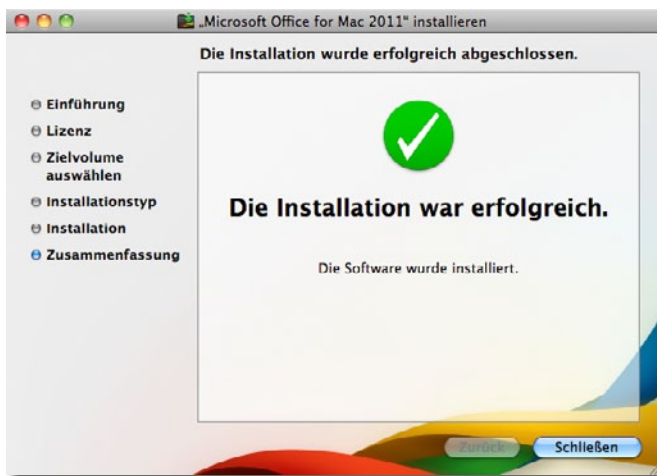 „Microsoft Office for Mac 2011“ installieren
Die Installation wurde erfolgreich abgeschlossen.
Einführung
Lizenz
Zielvolume
auswählen
Installationstyp
Installation
Zusammenfassung
Die Installation war erfolgreich.
Die Software wurde installiert.
Zurück
Schließen